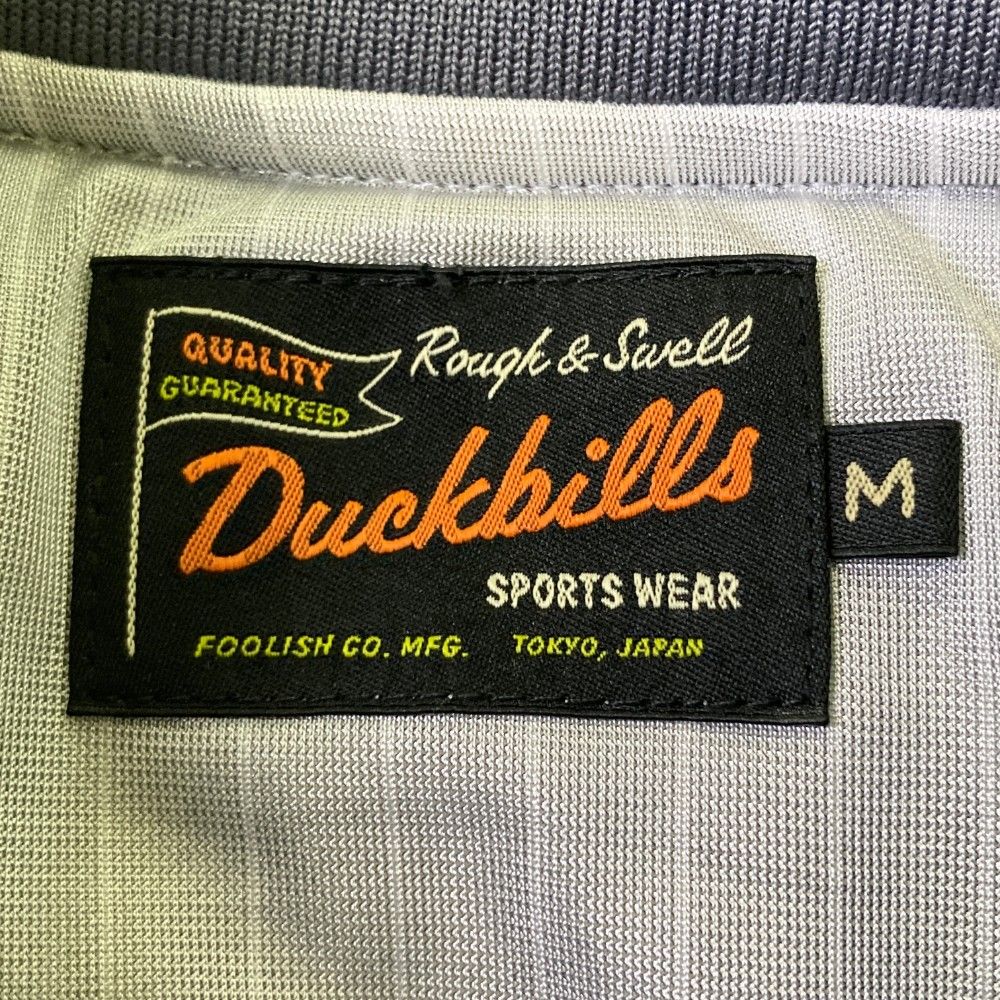 QUALITY
GUARANTEED
Rough & Swell
Duckbills
SPORTS WEAR
FOOLISH CO. MFG. TOKYO, JAPAN
M